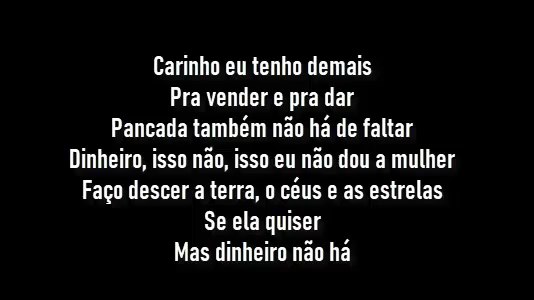 Carinho eu tenho demais
Pra vender e pra dar
Pancada também não há de faltar
Dinheiro, isso não, isso eu não dou a mulher
Faço descer a terra, o céus e as estrelas
Se ela quiser
Mas dinheiro não há